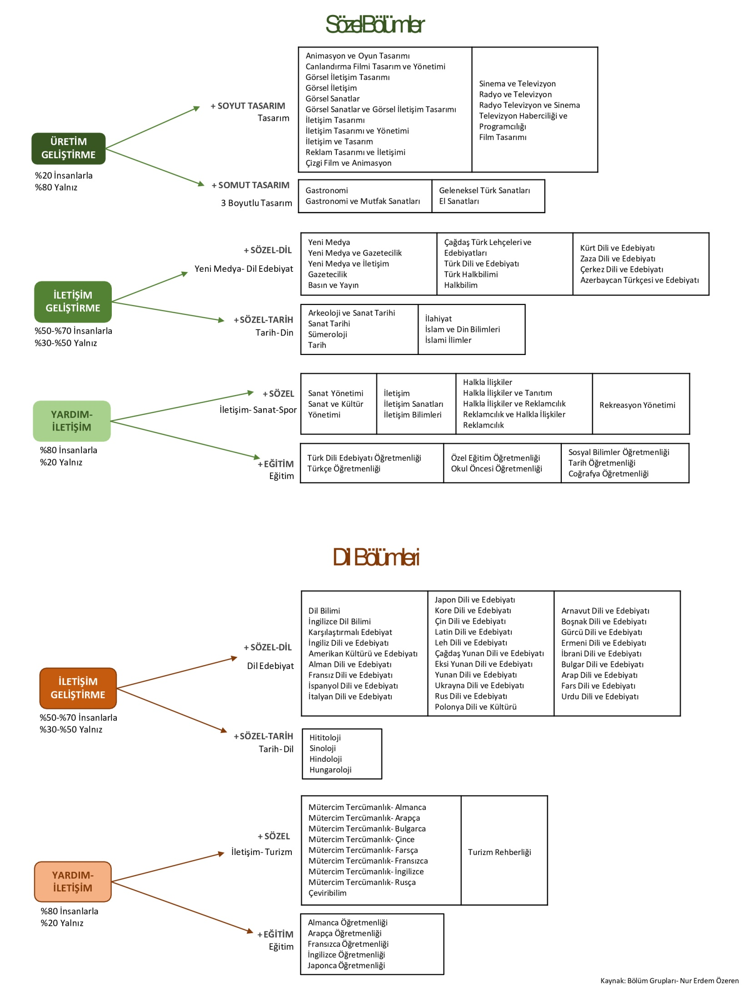 Sözel Bölümler
ÜRETİM
GELİŞTİRME
%20 İnsanlarla
%80 Yalnız
+ SOYUT TASARIM
Tasarım
Animasyon ve Oyun Tasarımı
Canlandırma Filmi Tasarım ve Yönetimi
Görsel İletişim Tasarımı
Görsel İletişim
Görsel Sanatlar
Görsel Sanatlar ve Görsel İletişim Tasarımı
İletişim Tasarımı
İletişim Tasarımı ve Yönetimi
İletişim ve Tasarım
Reklam Tasarımı ve İletişimi
Çizgi Film ve Animasyon
Sinema ve Televizyon
Radyo ve Televizyon
Radyo Televizyon ve Sinema
Televizyon Haberciliği ve
Programcılığı
Film Tasarımı
+ SOMUT TASARIM
3 Boyutlu Tasarım
Gastronomi
Gastronomi ve Mutfak Sanatları
Geleneksel Türk Sanatları
El Sanatları
İLETİŞİM
GELİŞTİRME
%50-%70 İnsanlarla
%30-%50 Yalnız
+ SÖZEL-DİL
Yeni Medya- Dil Edebiyat
Yeni Medya
Yeni Medya ve Gazetecilik
Yeni Medya ve İletişim
Gazetecilik
Basın ve Yayın
Çağdaş Türk Lehçeleri ve
Edebiyatları
Türk Dili ve Edebiyatı
Türk Halkbilimi
Halkbilim
Kürt Dili ve Edebiyatı
Zaza Dili ve Edebiyatı
Çerkez Dili ve Edebiyatı
Azerbaycan Türkçesi ve Edebiyatı
+ SÖZEL-TARİH
Tarih-Din
Arkeoloji ve Sanat Tarihi
Sanat Tarihi
Sümeroloji
Tarih
İlahiyat
İslam ve Din Bilimleri
İslami İlimler
YARDIM-
İLETİŞİM
%80 İnsanlarla
%20 Yalnız
+ SÖZEL
İletişim- Sanat-Spor
Sanat Yönetimi
Sanat ve Kültür
Yönetimi
İletişim
İletişim Sanatları
İletişim Bilimleri
Halkla İlişkiler
Halkla İlişkiler ve Tanıtım
Halkla İlişkiler ve Reklamcılık
Reklamcılık ve Halkla İlişkiler
Reklamcılık
Rekreasyon Yönetimi
+ EĞİTİM
Eğitim
Türk Dili Edebiyatı Öğretmenliği
Türkçe Öğretmenliği
Özel Eğitim Öğretmenliği
Okul Öncesi Öğretmenliği
Sosyal Bilimler Öğretmenliği
Tarih Öğretmenliği
Coğrafya Öğretmenliği
Dil Bölümleri
İLETİŞİM
GELİŞTİRME
%50-%70 İnsanlarla
%30-%50 Yalnız
+ SÖZEL-DİL
Dil Edebiyat
Dil Bilimi
İngilizce Dil Bilimi
Karşılaştırmalı Edebiyat
İngiliz Dili ve Edebiyatı
Amerikan Kültürü ve Edebiyatı
Alman Dili ve Edebiyatı
Fransız Dili ve Edebiyatı
İspanyol Dili ve Edebiyatı
İtalyan Dili ve Edebiyatı
Japon Dili ve Edebiyatı
Kore Dili ve Edebiyatı
Çin Dili ve Edebiyatı
Latin Dili ve Edebiyatı
Leh Dili ve Edebiyatı
Çağdaş Yunan Dili ve Edebiyatı
Eksi Yunan Dili ve Edebiyatı
Yunan Dili ve Edebiyatı
Ukrayna Dili ve Edebiyatı
Rus Dili ve Edebiyatı
Polonya Dili ve Kültürü
Arnavut Dili ve Edebiyatı
Boşnak Dili ve Edebiyatı
Gürcü Dili ve Edebiyatı
Ermeni Dili ve Edebiyatı
İbrani Dili ve Edebiyatı
Bulgar Dili ve Edebiyatı
Arap Dili ve Edebiyatı
Fars Dili ve Edebiyatı
Urdu Dili ve Edebiyatı
+ SÖZEL-TARİH
Tarih- Dil
Hititoloji
Sinoloji
Hindoloji
Hungaroloji
YARDIM-
İLETİŞİM
%80 İnsanlarla
%20 Yalnız
+ SÖZEL
İletişim- Turizm
Mütercim Tercümanlık- Almanca
Mütercim Tercümanlık- Arapça
Mütercim Tercümanlık- Bulgarca
Mütercim Tercümanlık- Çince
Mütercim Tercümanlık- Farsça
Mütercim Tercümanlık- Fransızca
Mütercim Tercümanlık- İngilizce
Mütercim Tercümanlık- Rusça
Çeviribilim
Turizm Rehberliği
+ EĞİTİM
Eğitim
Almanca Öğretmenliği
Arapça Öğretmenliği
Fransızca Öğretmenliği
İngilizce Öğretmenliği
Japonca Öğretmenliği
Kaynak: Bölüm Grupları- Nur Erdem Özeren